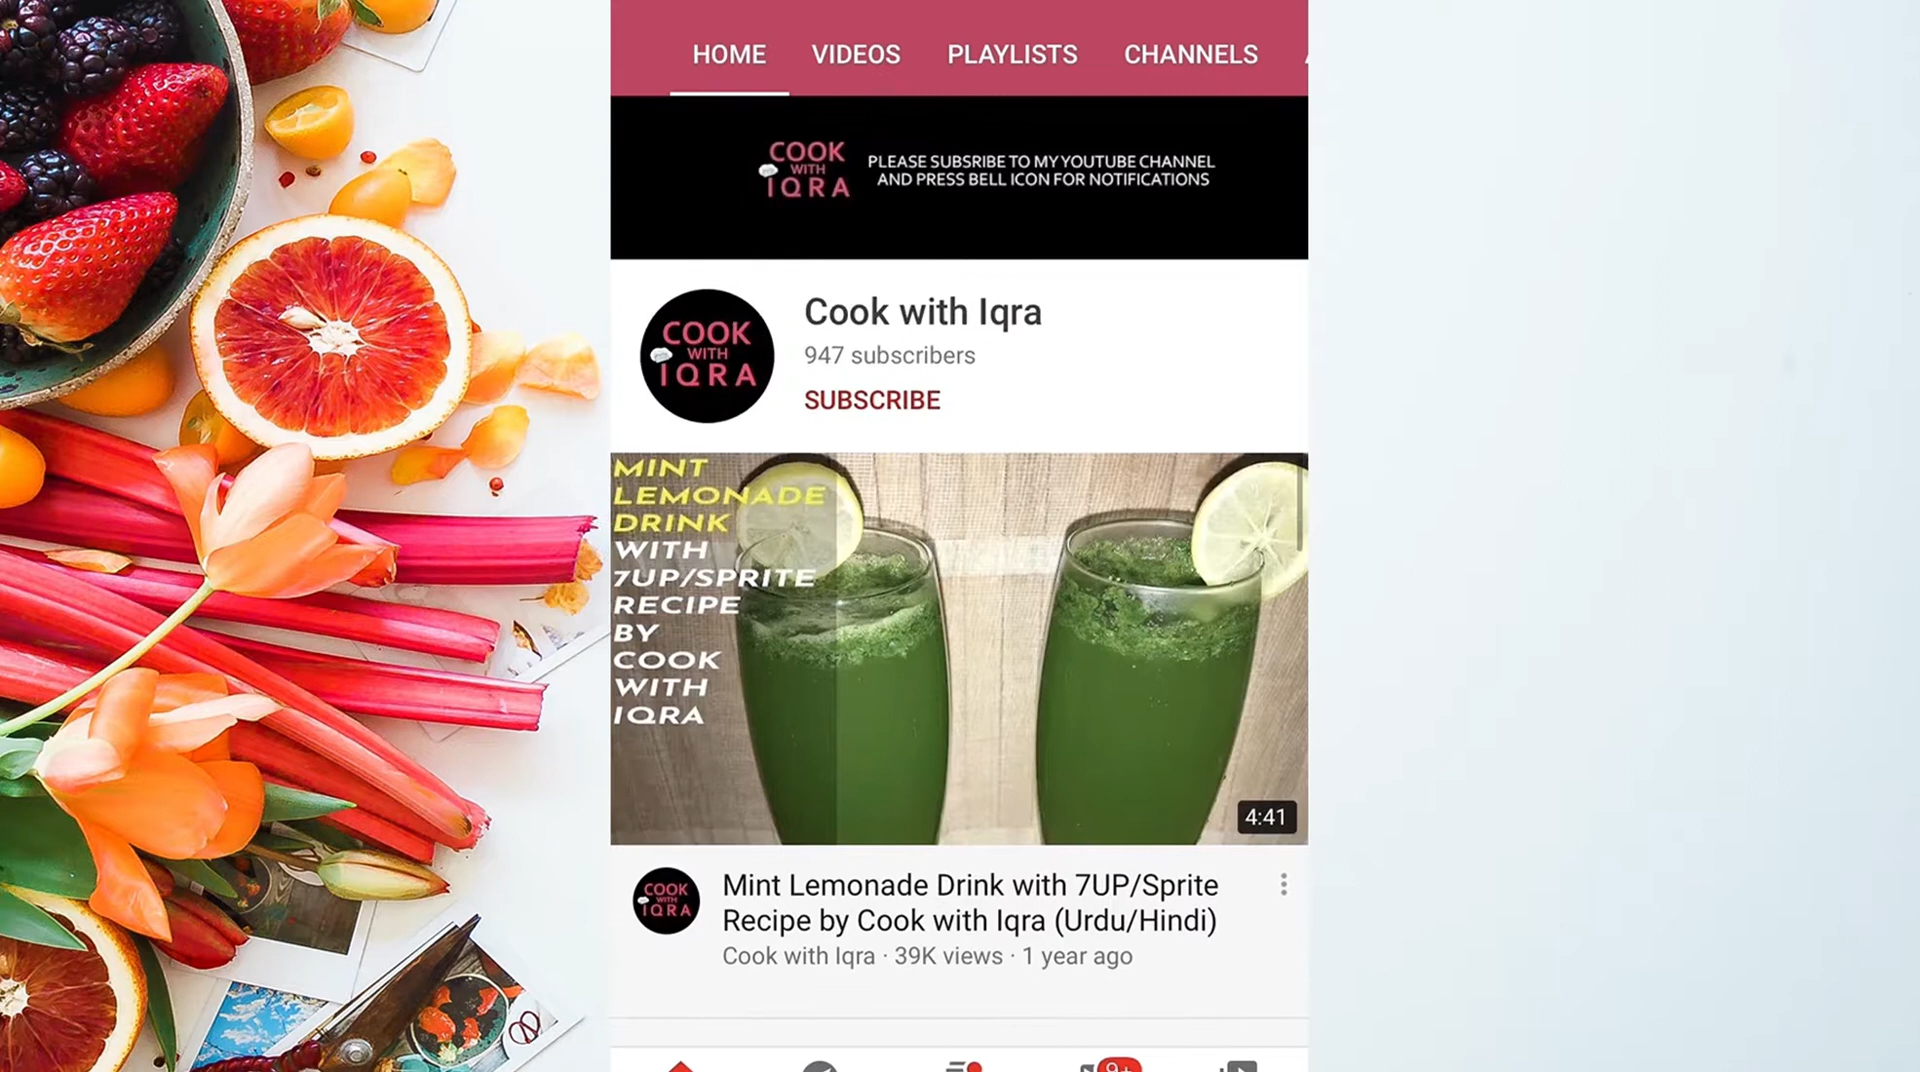 HOME VIDEOS PLAYLISTS CHANNELS
COOK
WITH
IQRA
PLEASE SUBSRIBE TO MY YOUTUBE CHANNEL
AND PRESS BELL ICON FOR NOTIFICATIONS
COOK
WITH
IQRA
Cook with Iqra
947 subscribers
SUBSCRIBE
MINT
LEMONADE
DRINK
WITH
7UP/SPRITE
RECIPE
BY
COOK
WITH
IQRA
4:41
COOK
WITH
IQRA
Mint Lemonade Drink with 7UP/Sprite
Recipe by Cook with Iqra (Urdu/Hindi)
Cook with Iqra · 39K views · 1 year ago
9+